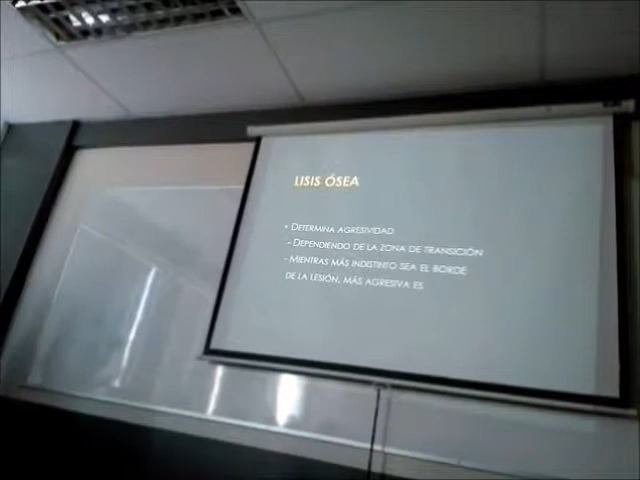 LISIS ÓSEA
• DETERMINA AGRESIVIDAD
- DEPENDIENDO DE LA ZONA DE TRANSICIÓN
- MIENTRAS MÁS INDISTINTO SEA EL BORDE
DE LA LESIÓN, MÁS AGRESIVA ES